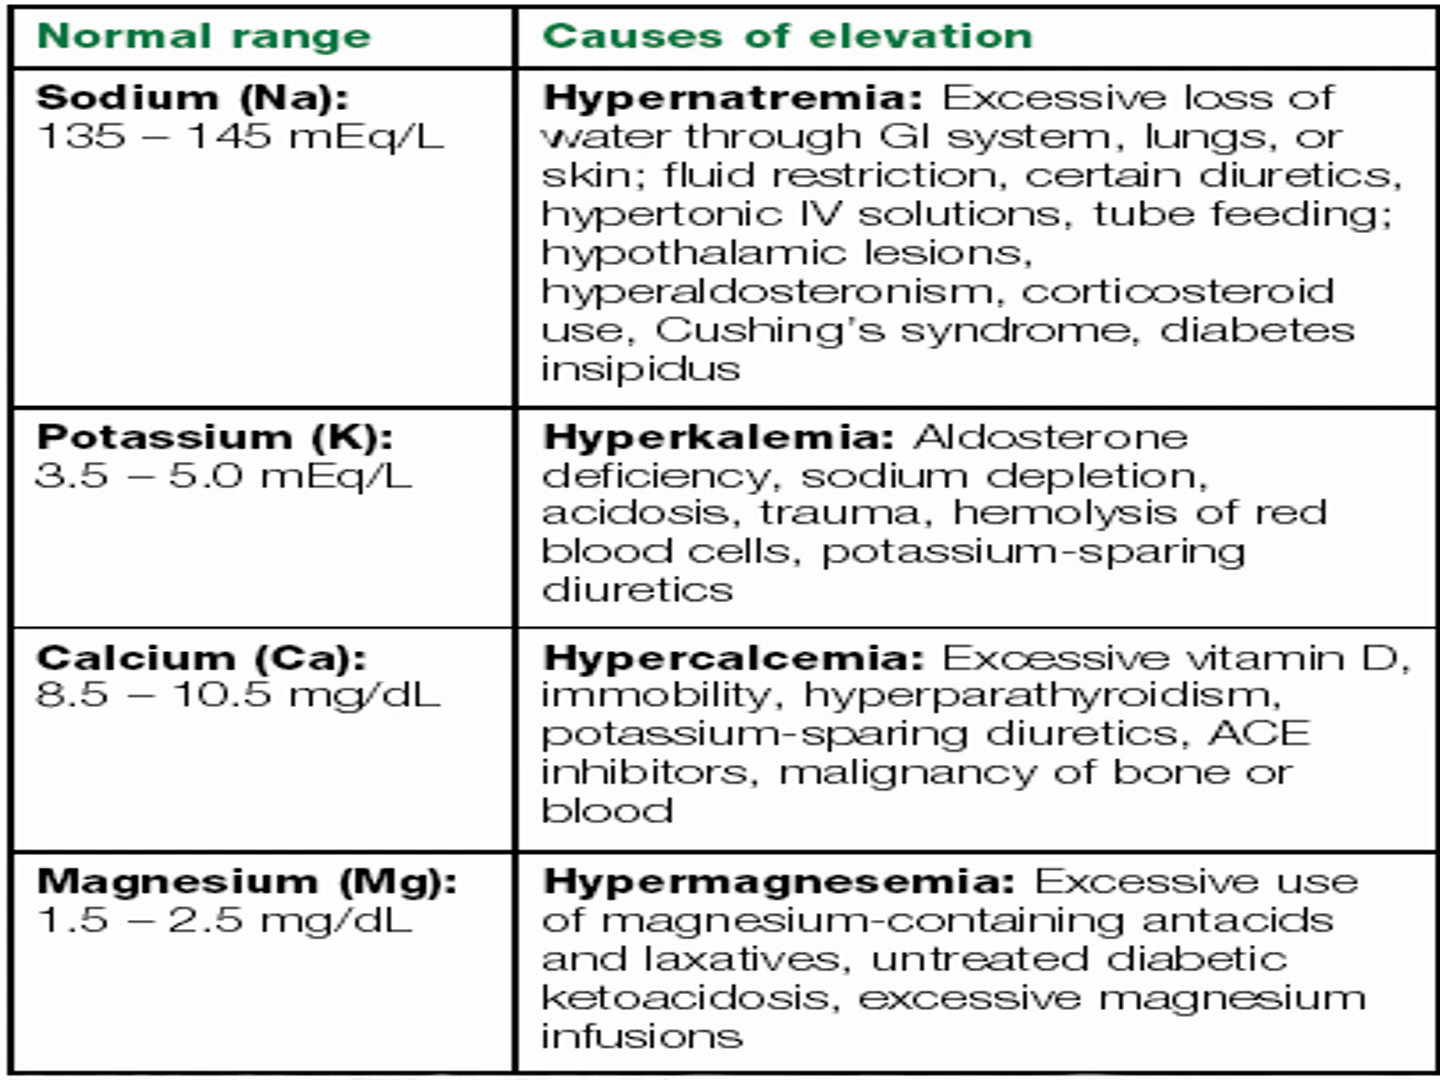 Normal range
Causes of elevation
Sodium (Na):
135 – 145 mEq/L
Hypernatremia: Excessive loss of
water through GI system, lungs, or
skin; fluid restriction, certain diuretics,
hypertonic IV solutions, tube feeding;
hypothalamic lesions,
hyperaldosteronism, corticosteroid
use, Cushing's syndrome, diabetes
insipidus
Potassium (K):
3.5 – 5.0 mEq/L
Hyperkalemia: Aldosterone
deficiency, sodium depletion,
acidosis, trauma, hemolysis of red
blood cells, potassium-sparing
diuretics
Calcium (Ca):
8.5 – 10.5 mg/dL
Hypercalcemia: Excessive vitamin D,
immobility, hyperparathyroidism,
potassium-sparing diuretics, ACE
inhibitors, malignancy of bone or
blood
Magnesium (Mg):
1.5 – 2.5 mg/dL
Hypermagnesemia: Excessive use
of magnesium-containing antacids
and laxatives, untreated diabetic
ketoacidosis, excessive magnesium
infusions